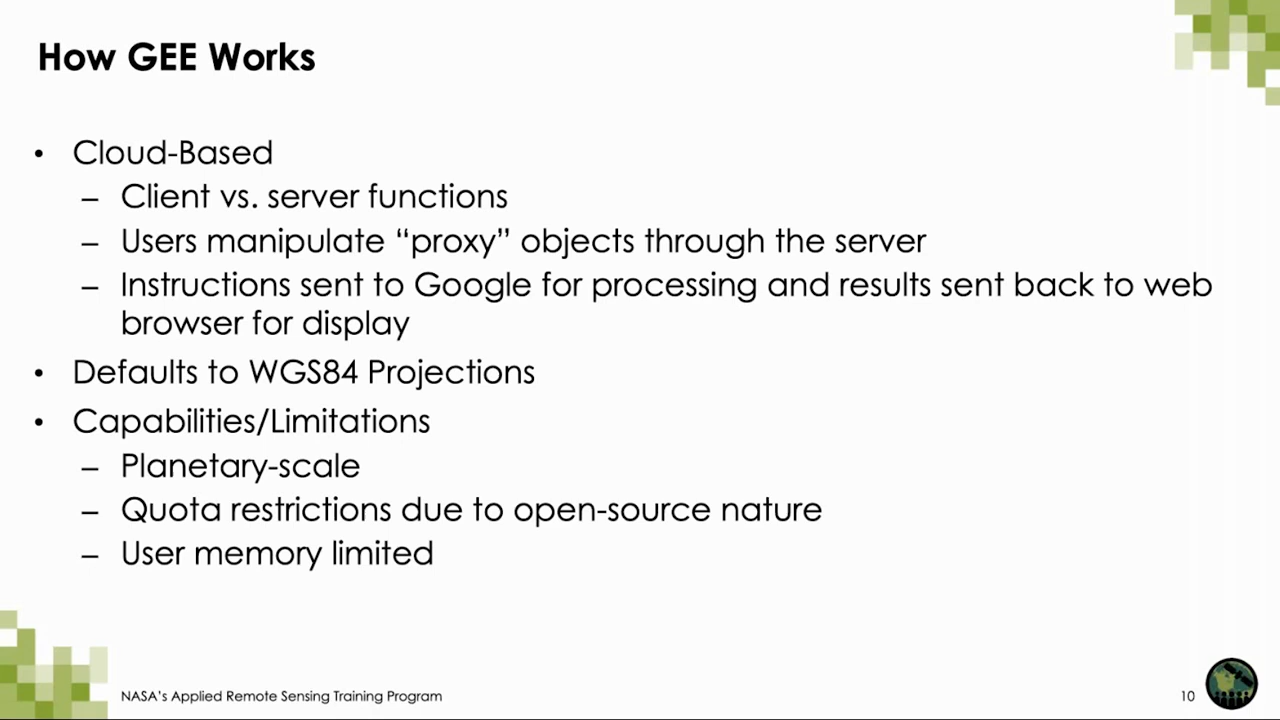 How GEE Works
• Cloud-Based
– Client vs. server functions
– Users manipulate “proxy” objects through the server
– Instructions sent to Google for processing and results sent back to web
browser for display
• Defaults to WGS84 Projections
• Capabilities/Limitations
– Planetary-scale
– Quota restrictions due to open-source nature
– User memory limited
NASA’s Applied Remote Sensing Training Program
10